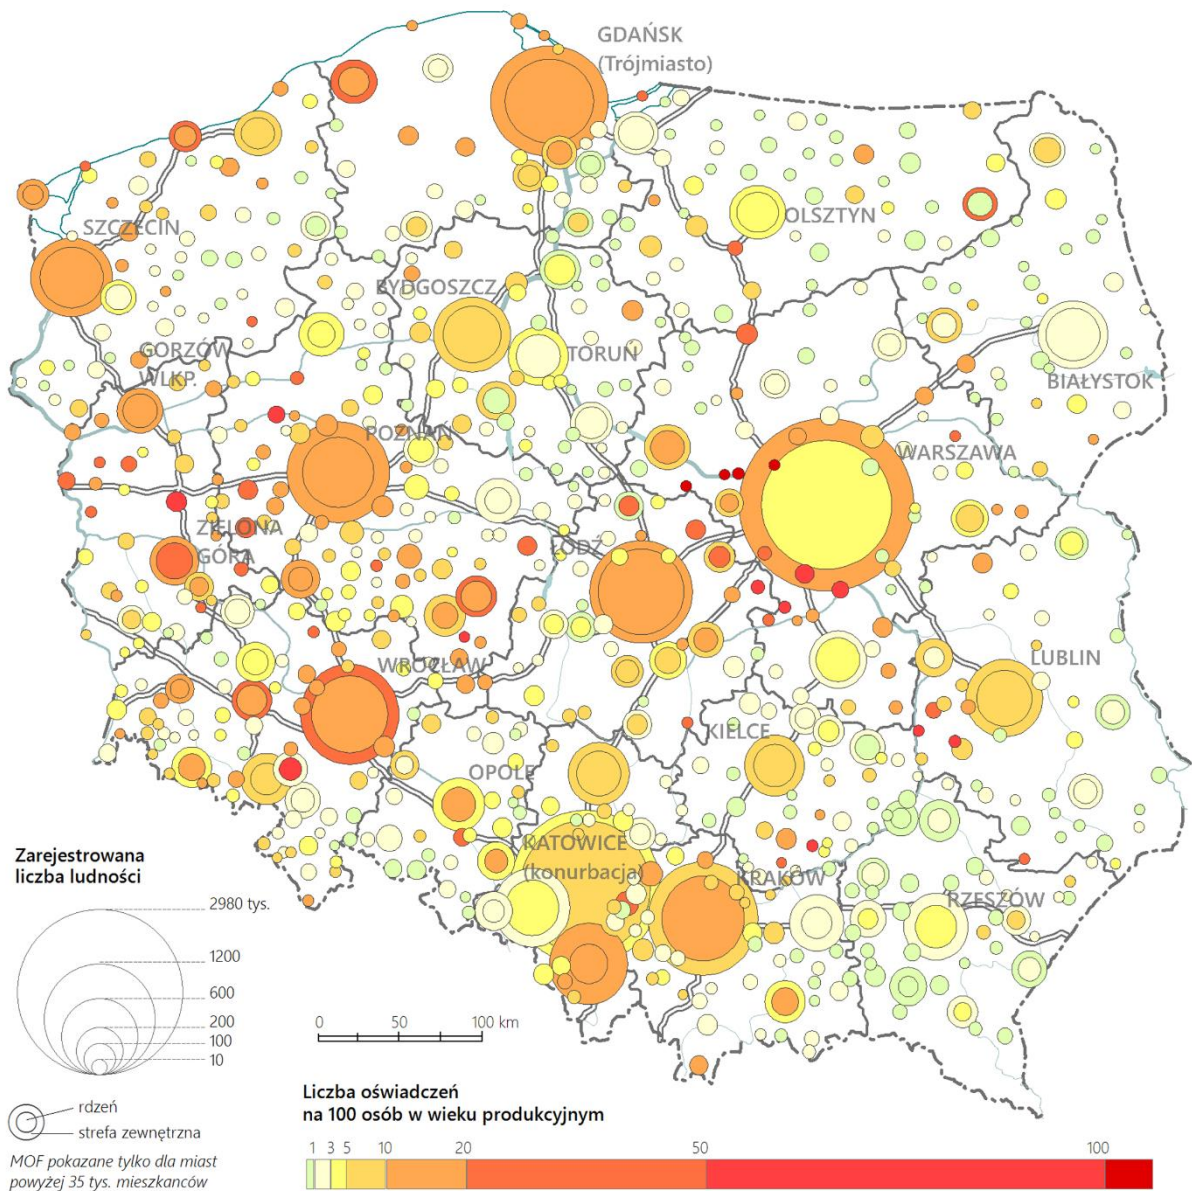 GDAŃSK
(Trójmiasto)
SZCZECIN
OLSZTYN
BYDGOSZCZ
GORZÓW
WLKP.
TORUŃ
BIAŁYSTOK
POZNAŃ
WARSZAWA
ZIELONA
GÓRA
ŁÓDŹ
WROCŁAW
LUBLIN
KIELCE
OPOLE
KATOWICE
(konurbacja)
KRAKÓW
RZESZÓW
Zarejestrowana
liczba ludności
2980 tys.
1200
600
200
100
10
0 50 100 km
rdzeń
strefa zewnętrzna
MOF pokazane tylko dla miast
powyżej 35 tys. mieszkańców
Liczba oświadczeń
na 100 osób w wieku produkcyjnym
1 3 5 10 20 50 100